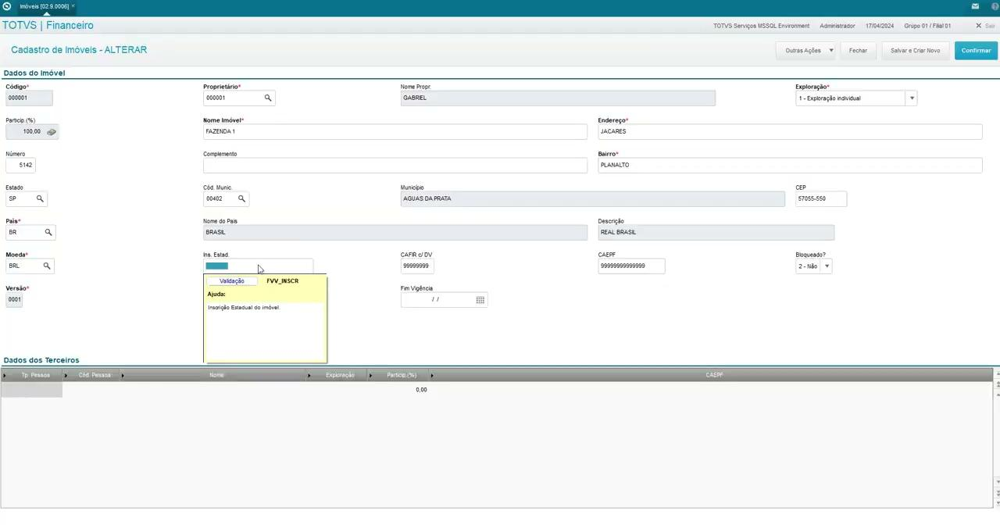 Imóveis [02.9.0006] ×
TOTVS | Financeiro
TOTVS Serviços MSSQL Environment Administrador 17/04/2024 Grupo 01 / Filial 01 × Sair
Cadastro de Imóveis - ALTERAR
Outras Ações Fechar Salvar e Criar Novo Confirmar
Dados do Imóvel
Código* Proprietário* Nome Propr. Exploração*
000001 000001 GABRIEL 1 - Exploração individual
Particip.(%) Nome Imóvel* Endereço*
100,00 FAZENDA 1 JACARES
Número Complemento Bairro*
5142 PLANALTO
Estado Cód. Munic. Município CEP
SP 00402 AGUAS DA PRATA 57055-550
País* Nome do Pais Descrição
BR BRASIL REAL BRASIL
Moeda* Ins. Estad. CAFIR c/ DV CAEPF Bloqueado?
BRL 99999999 99999999999999 2 - Não
Versão* Validação FVV_INSCR Fim Vigência
0001 Ajuda: / /
Inscrição Estadual do imóvel.
Dados dos Terceiros
Tp. Pessoa Cód. Pessoa Nome Exploração Particip.(%) CAEPF
0,00